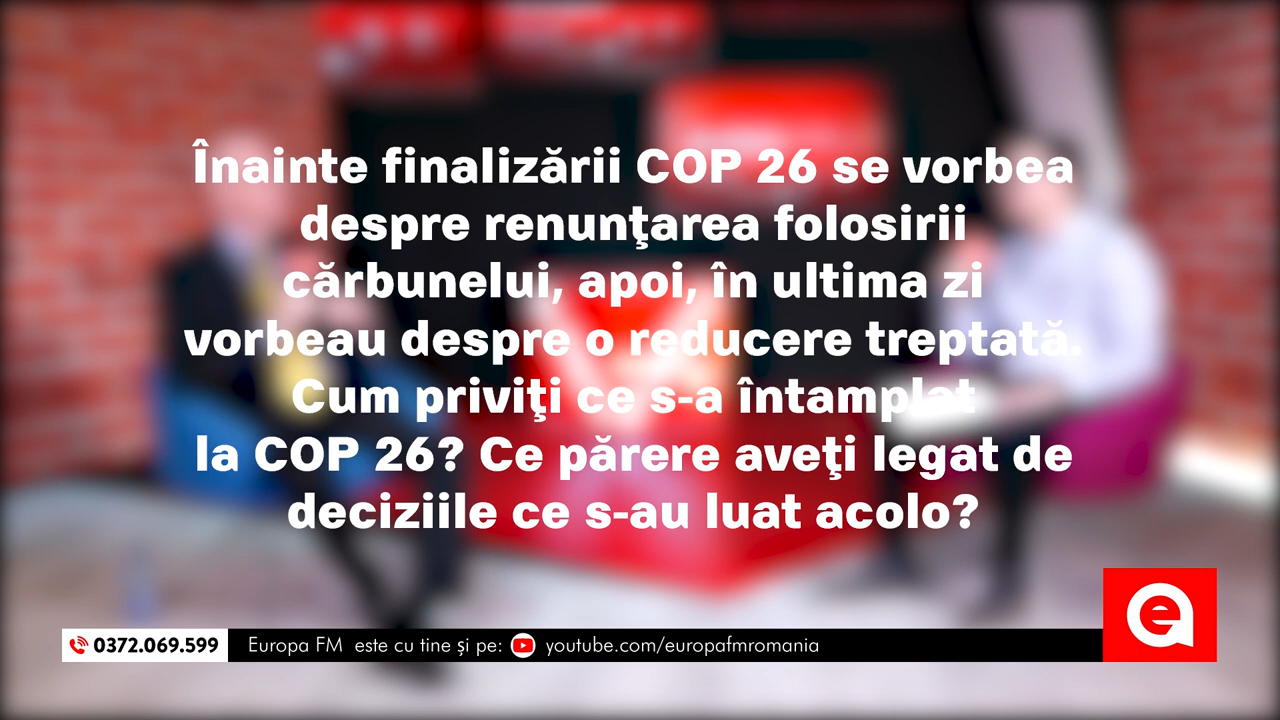 Înainte finalizării COP 26 se vorbea
despre renunţarea folosirii
cărbunelui, apoi, în ultima zi
vorbeau despre o reducere treptată.
Cum priviţi ce s-a întamplat
la COP 26? Ce părere aveţi legat de
deciziile ce s-au luat acolo?
0372.069.599 Europa FM este cu tine și pe: youtube.com/europafmromania
e